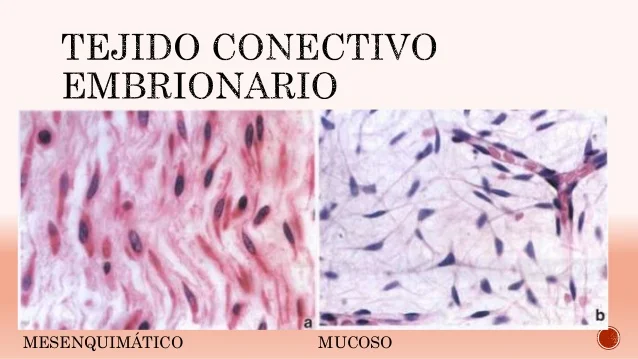 TEJIDO CONECTIVO
EMBRIONARIO
a
b
MESENQUIMÁTICO
MUCOSO